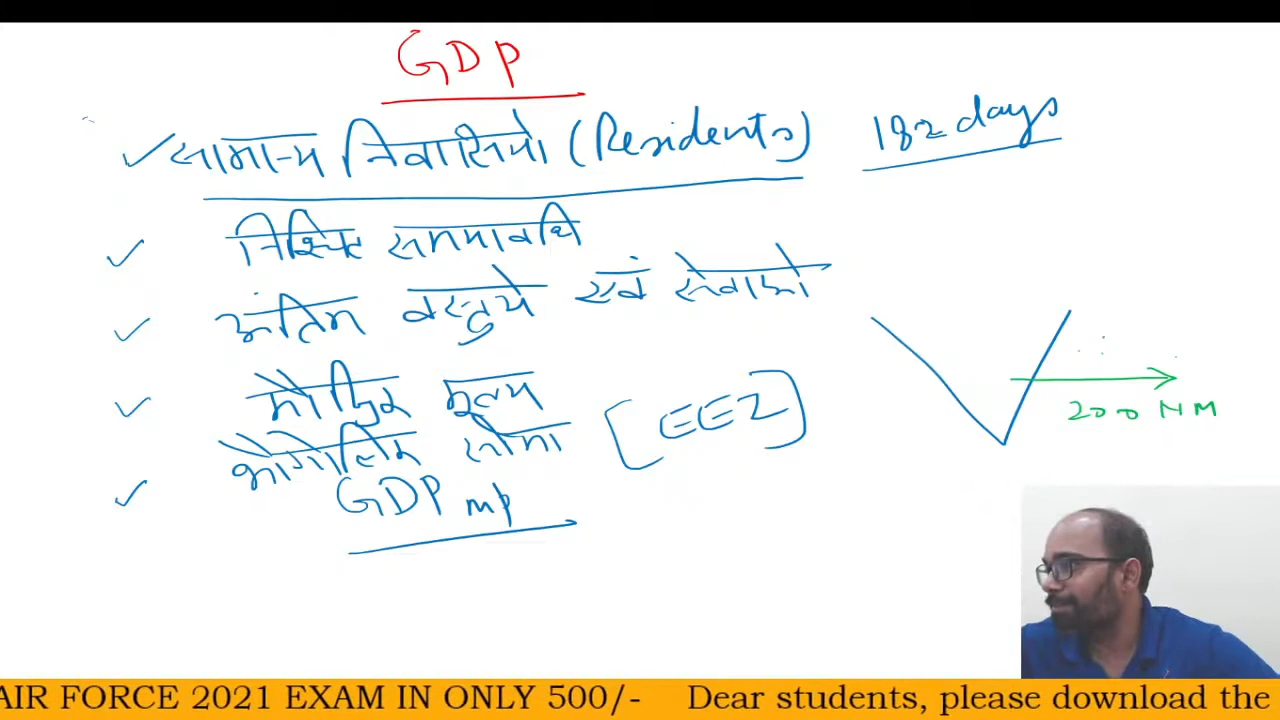 GDP
सामान्य निवासियो (Residents) 182 days
निश्चित समयावधि
अंतिम वस्तुये एवं सेवाओ
मौद्रिक मूल्य
भौगोलिक सीमा [EEZ]
200 NM
GDP mp
AIR FORCE 2021 EXAM IN ONLY 500/- Dear students, please download the